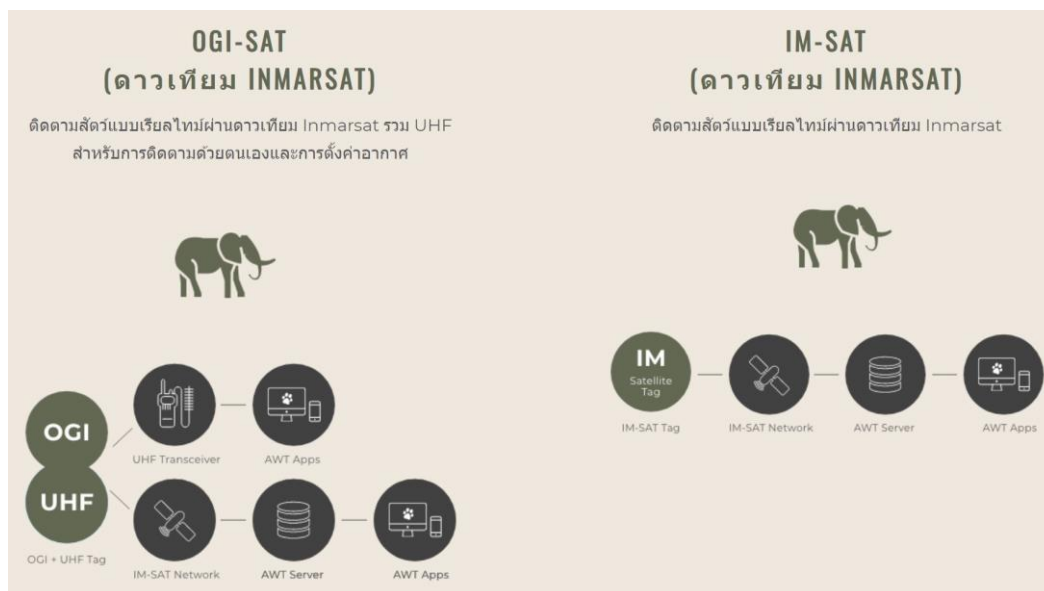 OGI-SAT
(ดาวเทียม INMARSAT)
ติดตามสัตว์แบบเรียลไทม์ผ่านดาวเทียม Inmarsat รวม UHF
สำหรับการติดตามด้วยตนเองและการตั้งค่าอากาศ
OGI
UHF
OGI + UHF Tag
UHF Transceiver
AWT Apps
IM-SAT Network
AWT Server
AWT Apps
IM-SAT
(ดาวเทียม INMARSAT)
ติดตามสัตว์แบบเรียลไทม์ผ่านดาวเทียม Inmarsat
IM
Satellite
Tag
IM-SAT Tag
IM-SAT Network
AWT Server
AWT Apps